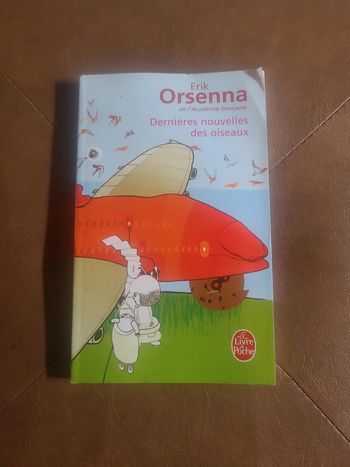 Erik
Orsenna
de l'Académie française
Dernières nouvelles
des oiseaux
Le
Livre
de
Poche